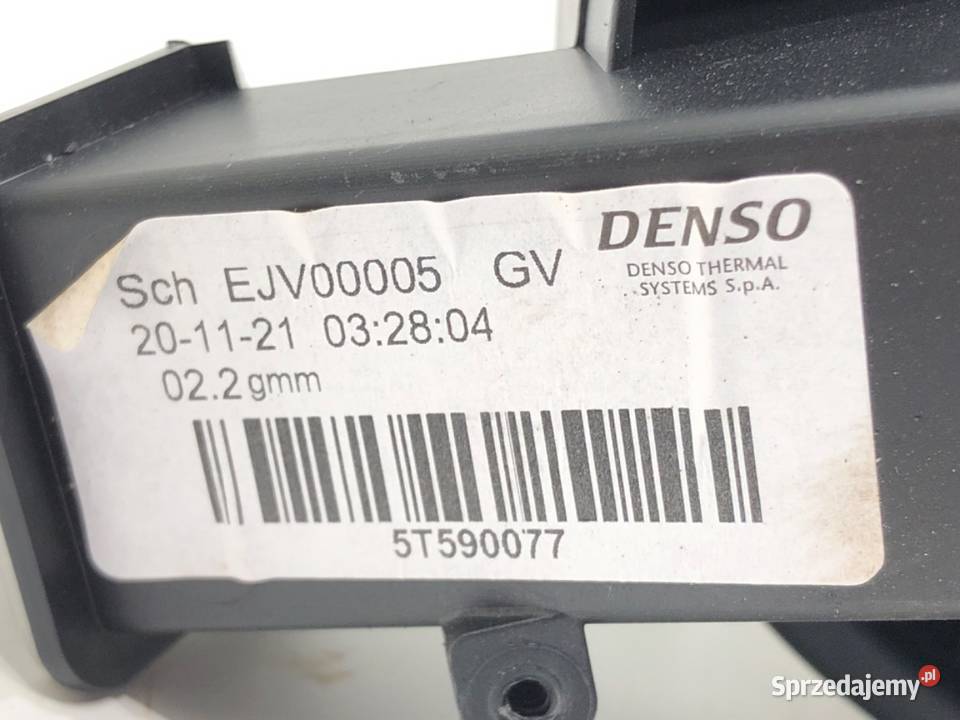 Sch EJV00005 GV
DENSO
DENSO THERMAL
SYSTEMS S.p.A.
20-11-21 03:28:04
02.2gmm
5T590077
Sprzedajemy.pl